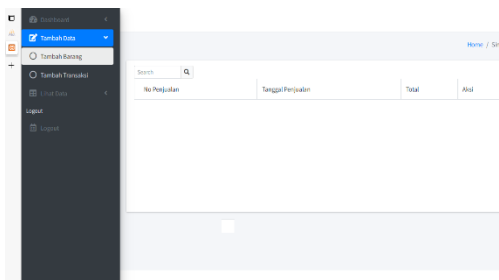 Dashboard
Tambah Data
Home / Sin
Tambah Barang
Tambah Transaksi
Search
Lihat Data
No Penjualan Tanggal Penjualan Total Aksi
Logout
Logout